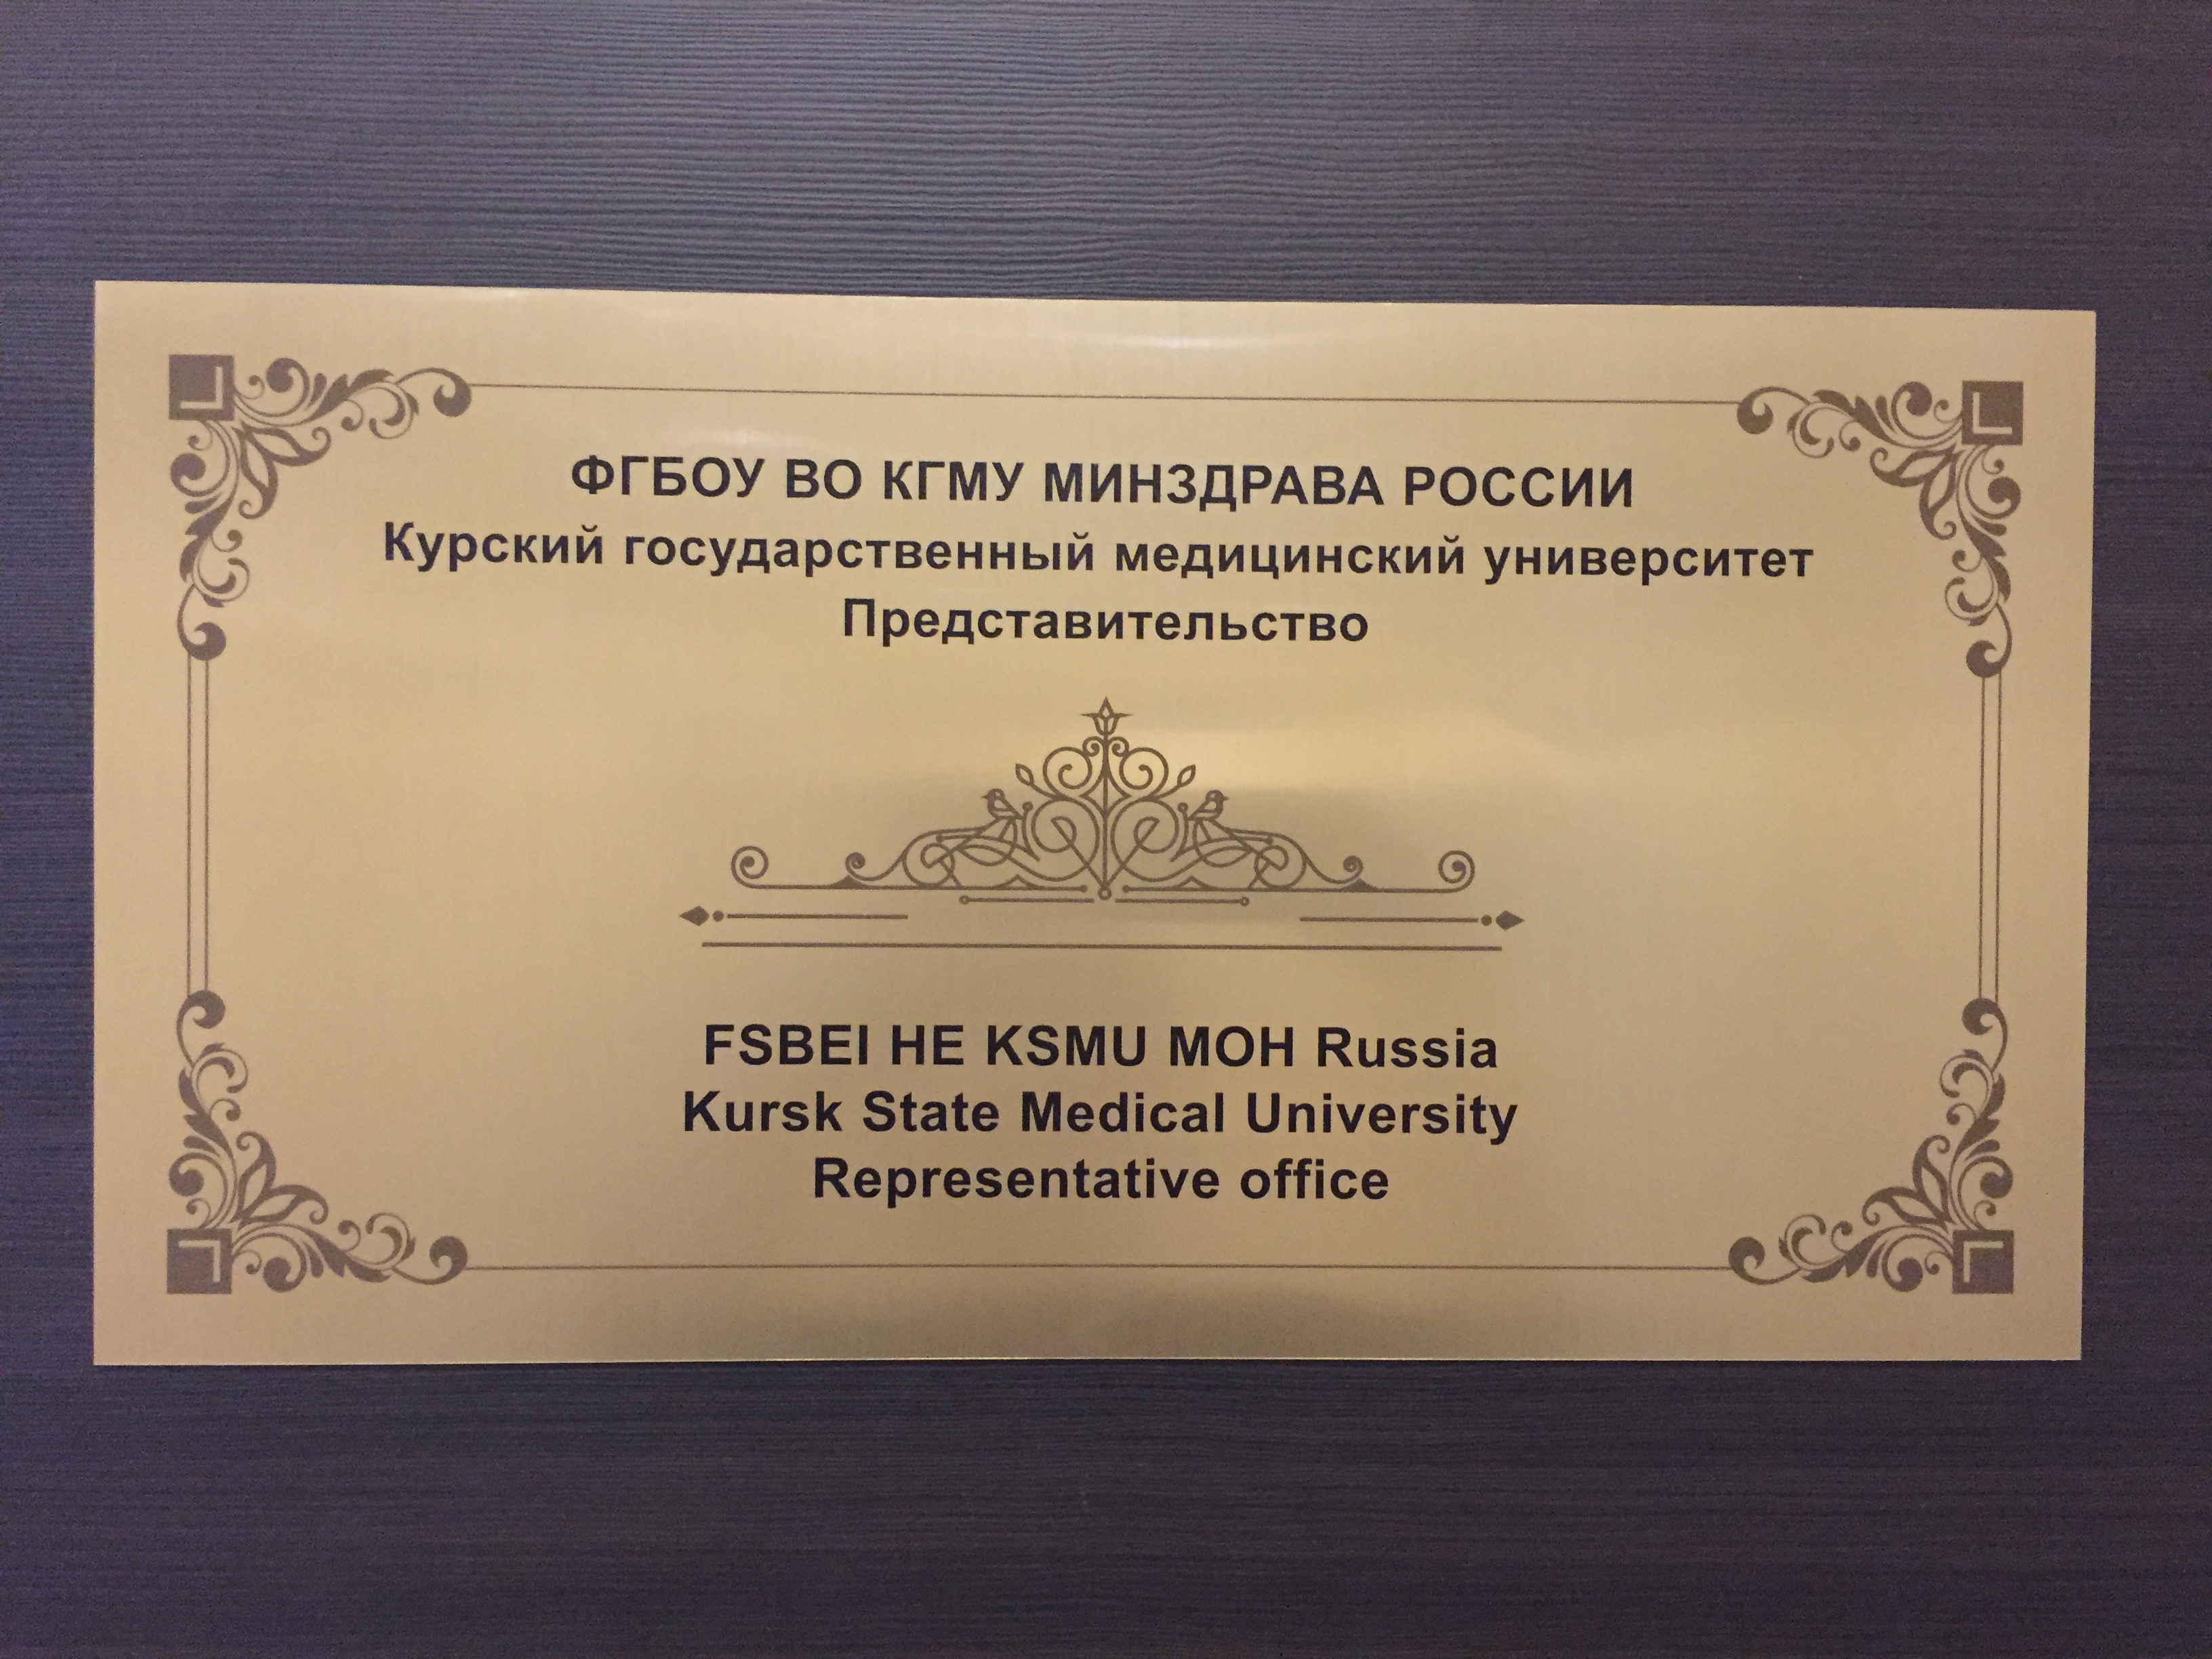 ФГБОУ ВО КГМУ МИНЗДРАВА РОССИИ
Курский государственный медицинский университет
Представительство
FSBEI HE KSMU MOH Russia
Kursk State Medical University
Representative office